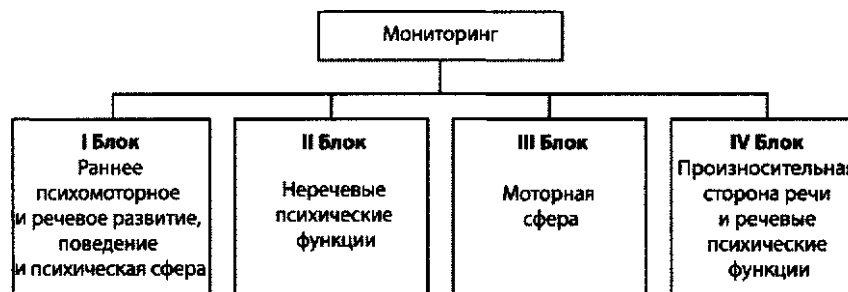 Мониторинг
I Блок
Раннее
психомоторное
и речевое развитие,
поведение
и психическая сфера
II Блок
Неречевые
психические
функции
III Блок
Моторная
сфера
IV Блок
Произносительная
сторона речи
и речевые
психические
функции